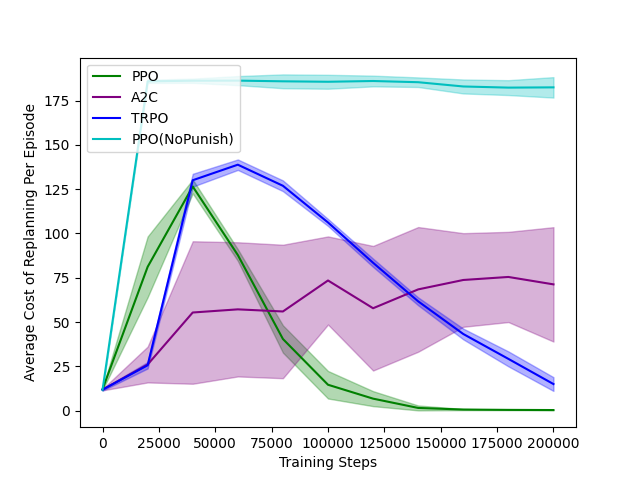 PPO
A2C
TRPO
PPO(NoPunish)
Average Cost of Replanning Per Episode
175
150
125
100
75
50
25
0
0 25000 50000 75000 100000 125000 150000 175000 200000
Training Steps